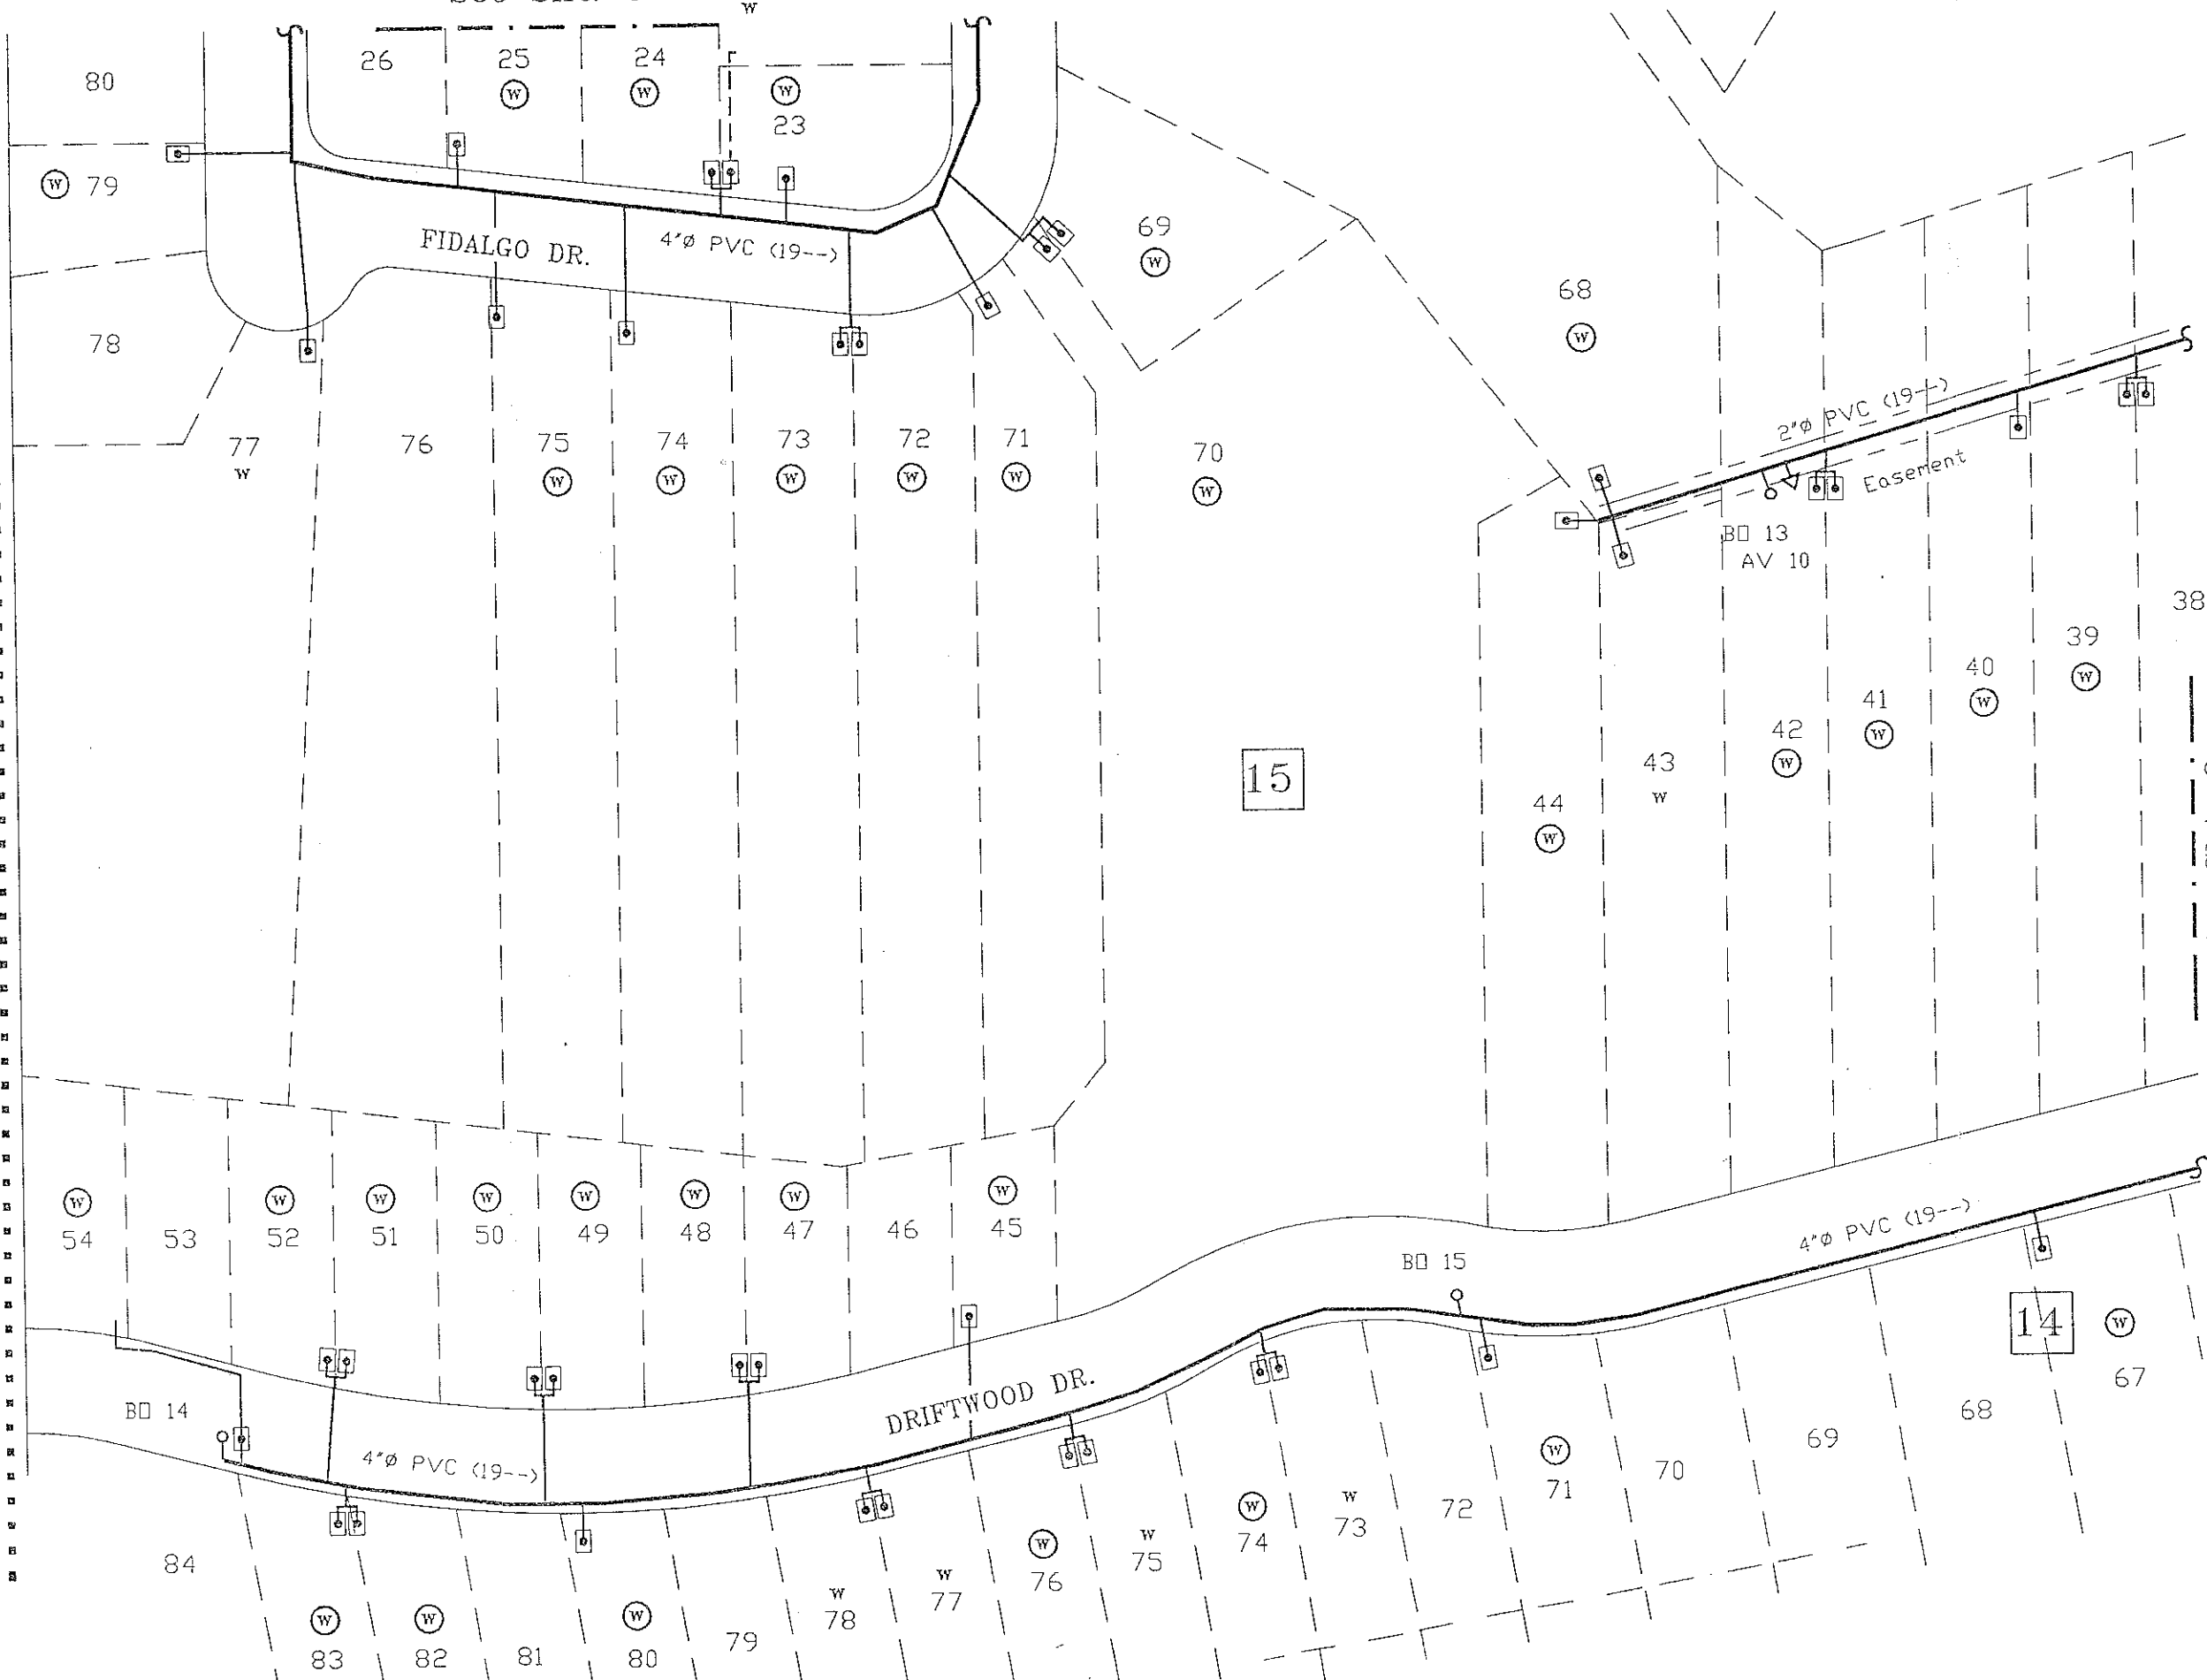 W
26
25
24
80
W
W
W
23
W 79
69
W
FIDALGO DR.
4"Ø PVC (19--)
68
W
78
2"Ø PVC (19--)
77
W
76
75
W
74
W
73
W
72
W
71
W
70
W
Easement
BO 13
AV 10
38
39
W
40
W
41
W
42
W
43
W
44
W
15
W
54
53
W
52
W
51
W
50
W
49
W
48
W
47
46
W
45
4"Ø PVC (19--)
BO 15
14
W
67
DRIFTWOOD DR.
BO 14
4"Ø PVC (19--)
68
69
70
W
71
72
W
73
W
74
W
75
W
76
W
77
W
78
79
W
80
81
W
82
W
83
84